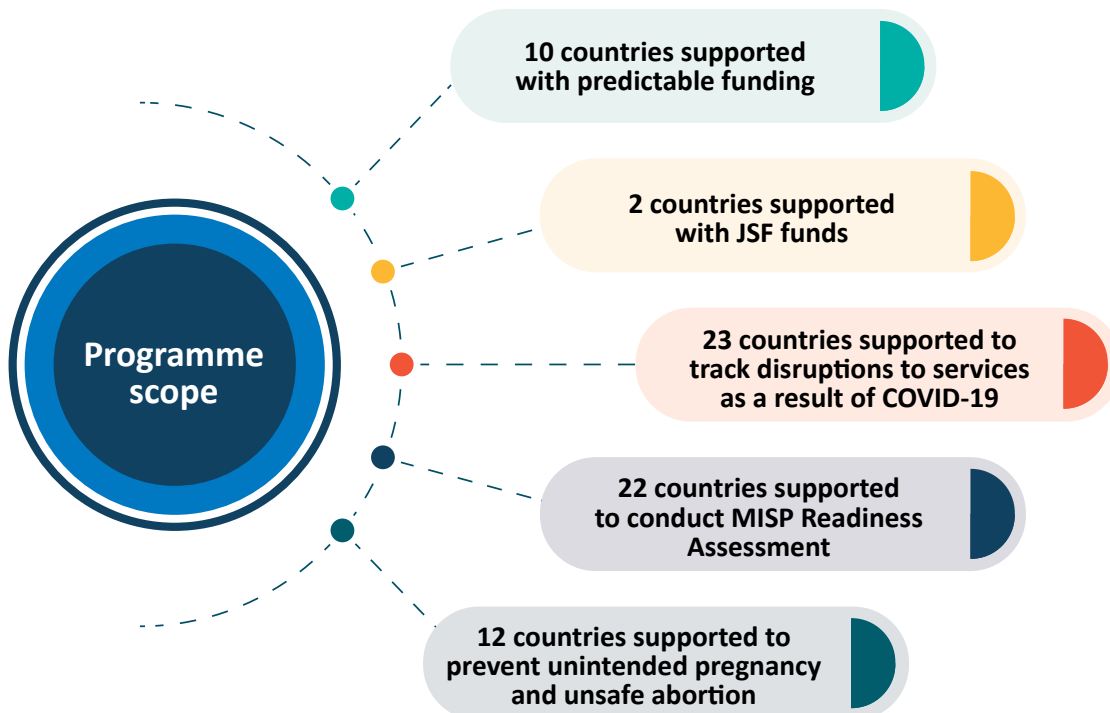 10 countries supported
with predictable funding
2 countries supported
with JSF funds
Programme
scope
23 countries supported to
track disruptions to services
as a result of COVID-19
22 countries supported
to conduct MISP Readiness
Assessment
12 countries supported to
prevent unintended pregnancy
and unsafe abortion